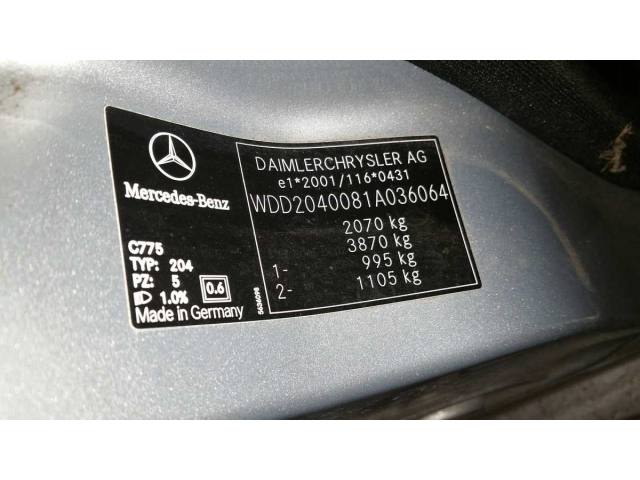 Mercedes-Benz
DAIMLERCHRYSLER AG
e1*2001/116*0431
WDD2040081A036064
2070 kg
3870 kg
1- 995 kg
2- 1105 kg
C775
TYP: 204
PZ: 5
1.0% 0.6
Made in Germany
5636098